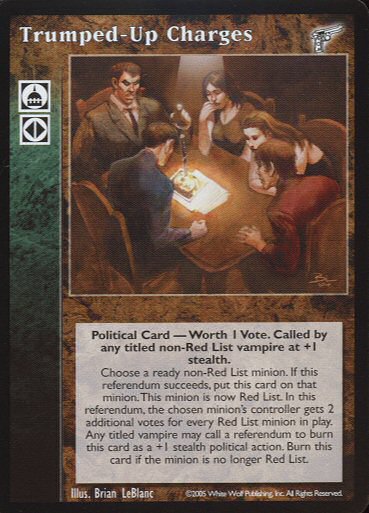 Trumped-Up Charges
Political Card — Worth 1 Vote. Called by
any titled non-Red List vampire at +1
stealth.
Choose a ready non-Red List minion. If this
referendum succeeds, put this card on that
minion. This minion is now Red List. In this
referendum, the chosen minion's controller gets 2
additional votes for every Red List minion in play.
Any titled vampire may call a referendum to burn
this card as a +1 stealth political action. Burn this
card if the minion is no longer Red List.
Illus. Brian LeBlanc ©2005 White Wolf Publishing, Inc. All Rights Reserved.